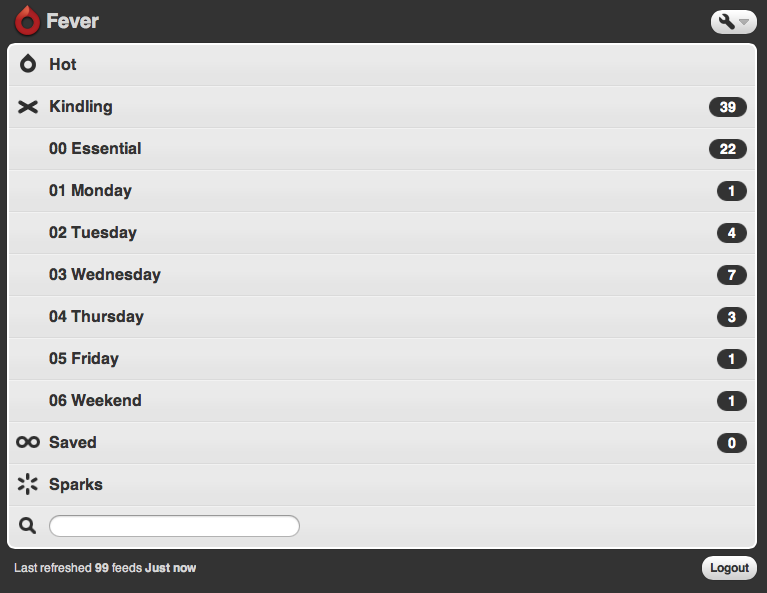 Fever
Hot
Kindling 39
00 Essential 22
01 Monday 1
02 Tuesday 4
03 Wednesday 7
04 Thursday 3
05 Friday 1
06 Weekend 1
Saved 0
Sparks
Last refreshed 99 feeds Just now Logout